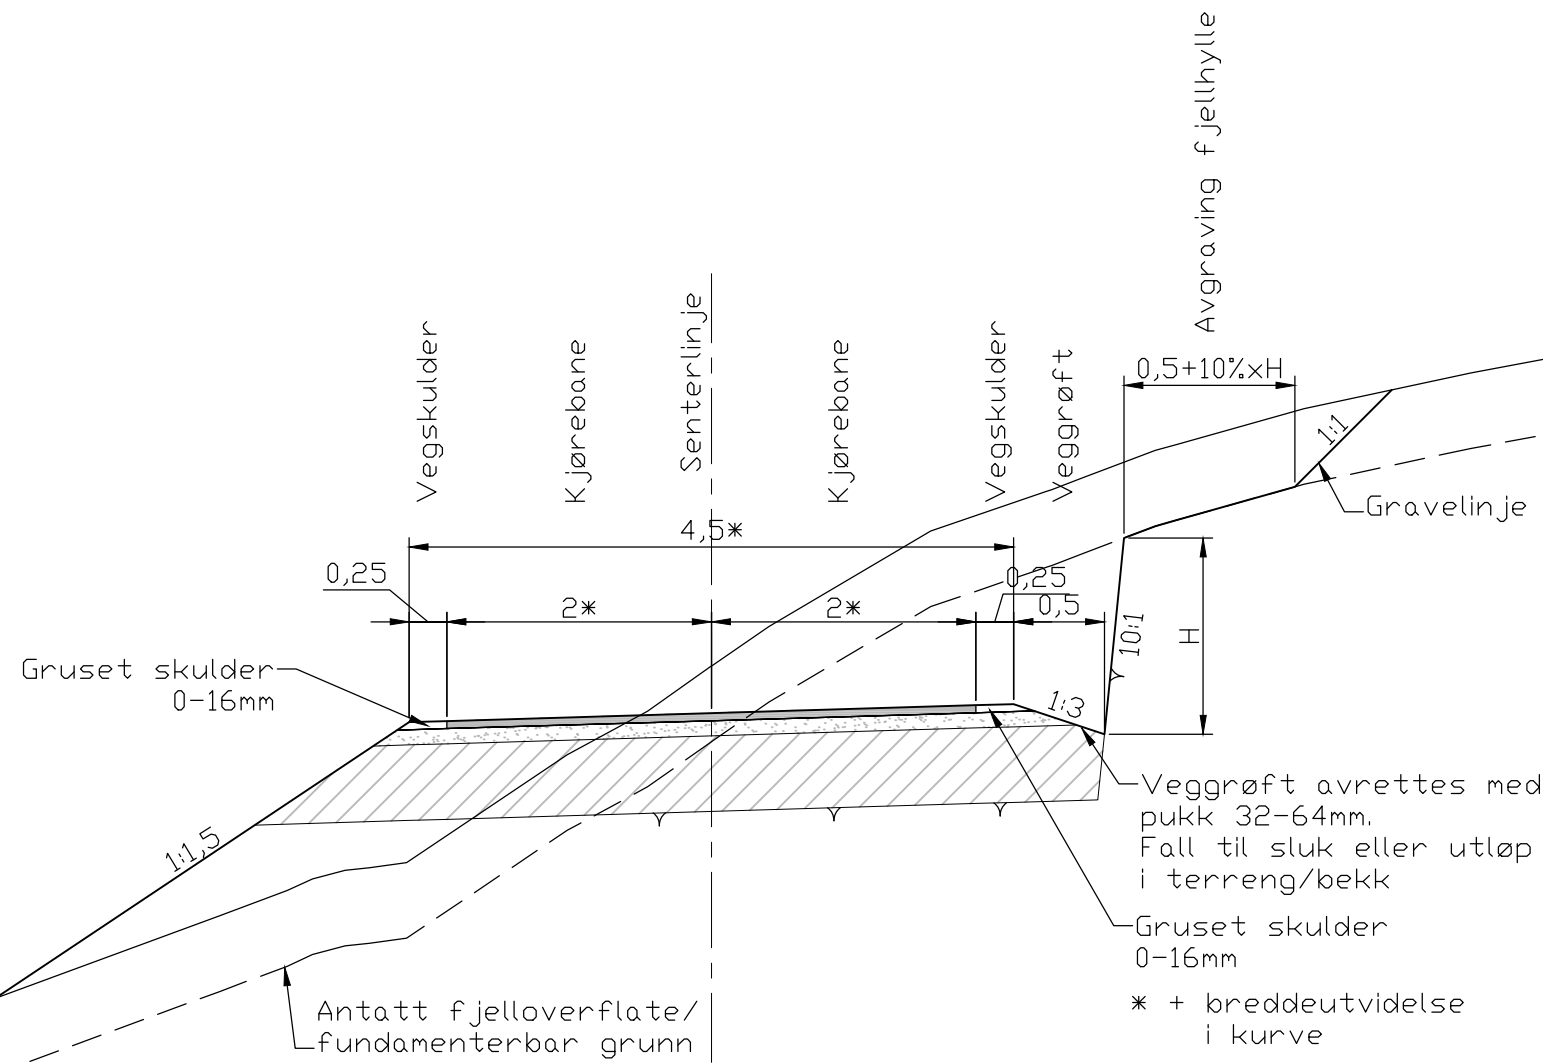 Avgraving fjellhylle
Senterlinje
Vegskulder
Kjørebane
Kjørebane
Vegskulder
Veggrøft
0,5+10%xH
1:1
Gravelinje
4,5*
0,25
2*
2*
0,25
0,5
10:1
H
Gruset skulder
0-16mm
1:3
1:1,5
Veggrøft avrettes med
pukk 32-64mm.
Fall til sluk eller utløp
i terreng/bekk
Gruset skulder
0-16mm
Antatt fjelloverflate/
fundamenterbar grunn
* + breddeutvidelse
i kurve